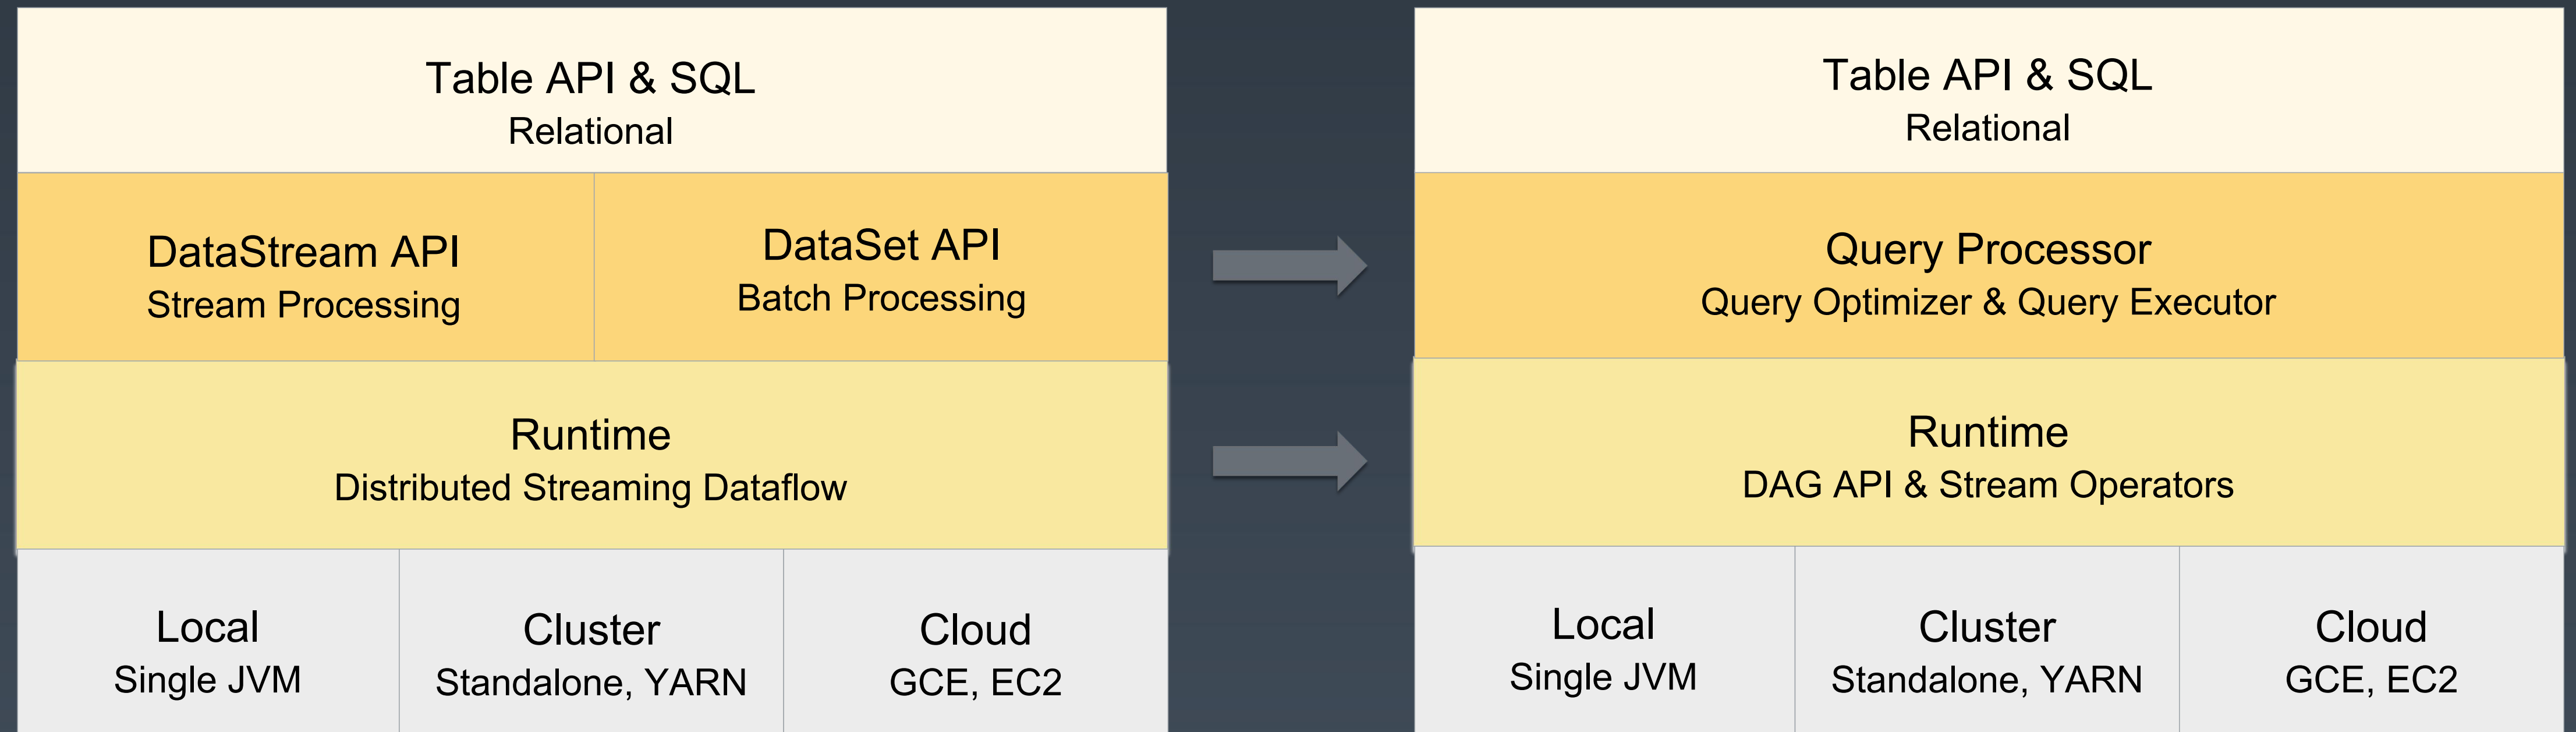 Table API & SQL
Relational
DataStream API
Stream Processing
DataSet API
Batch Processing
Runtime
Distributed Streaming Dataflow
Local
Single JVM
Cluster
Standalone, YARN
Cloud
GCE, EC2
Table API & SQL
Relational
Query Processor
Query Optimizer & Query Executor
Runtime
DAG API & Stream Operators
Local
Single JVM
Cluster
Standalone, YARN
Cloud
GCE, EC2